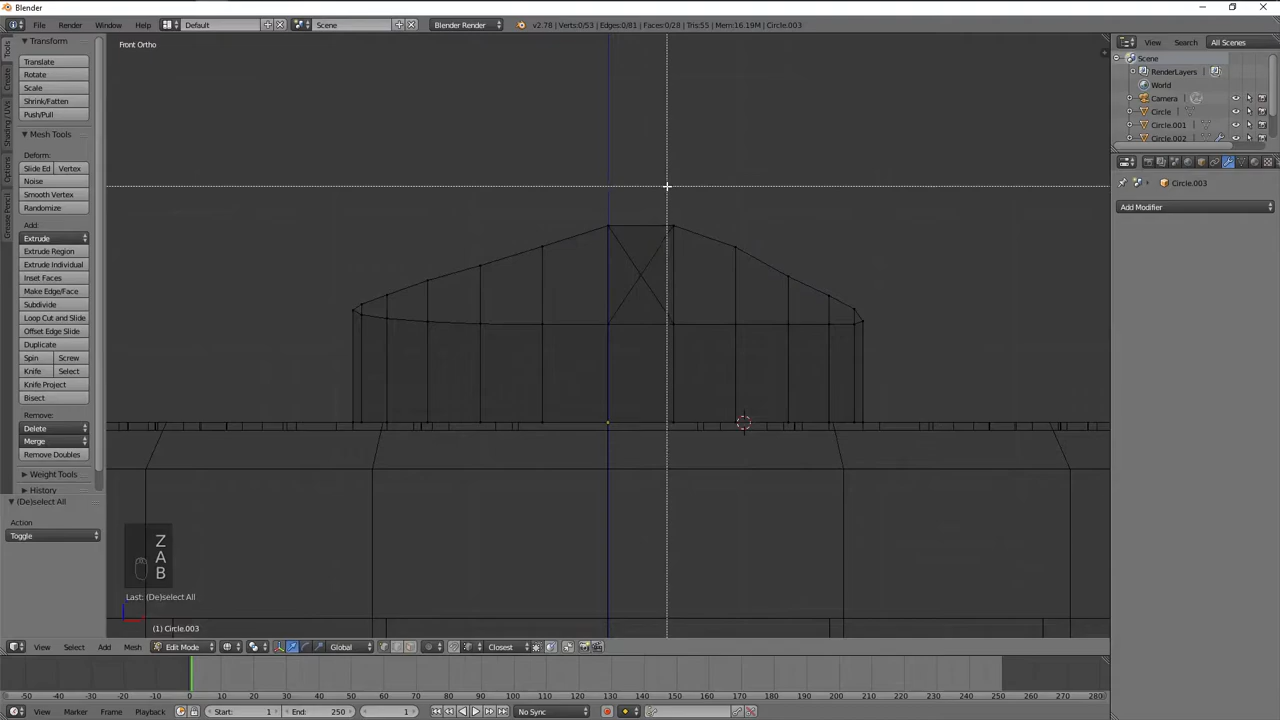 Blender
File Render Window Help Default Scene Blender Render v2.78 | Verts:0/53 | Edges:0/81 | Faces:0/28 | Tris:55 | Mem:16.19M | Circle.003
Transform
Translate
Rotate
Scale
Shrink/Fatten
Push/Pull
Mesh Tools
Deform:
Slide Ed Vertex
Noise
Smooth Vertex
Randomize
Add:
Extrude
Extrude Region
Extrude Individual
Inset Faces
Make Edge/Face
Subdivide
Loop Cut and Slide
Offset Edge Slide
Duplicate
Spin Screw
Knife Select
Knife Project
Bisect
Remove:
Delete
Merge
Remove Doubles
Weight Tools
History
Tools
Create
Shading / UVs
Options
Grease Pencil
(De)select All
Action
Toggle
Front Ortho
Z
A
B
Last: (De)select All
(1) Circle.003
View Select Add Mesh Edit Mode Global Closest
View Search All Scenes
Scene
RenderLayers
World
Camera
Circle
Circle.001
Circle.002
Circle.003
Add Modifier
-50 -40 -30 -20 -10 0 10 20 30 40 50 60 70 80 90 100 110 120 130 140 150 160 170 180 190 200 210 220 230 240 250 260 270 280
View Marker Frame Playback Start: 1 End: 250 1 No Sync